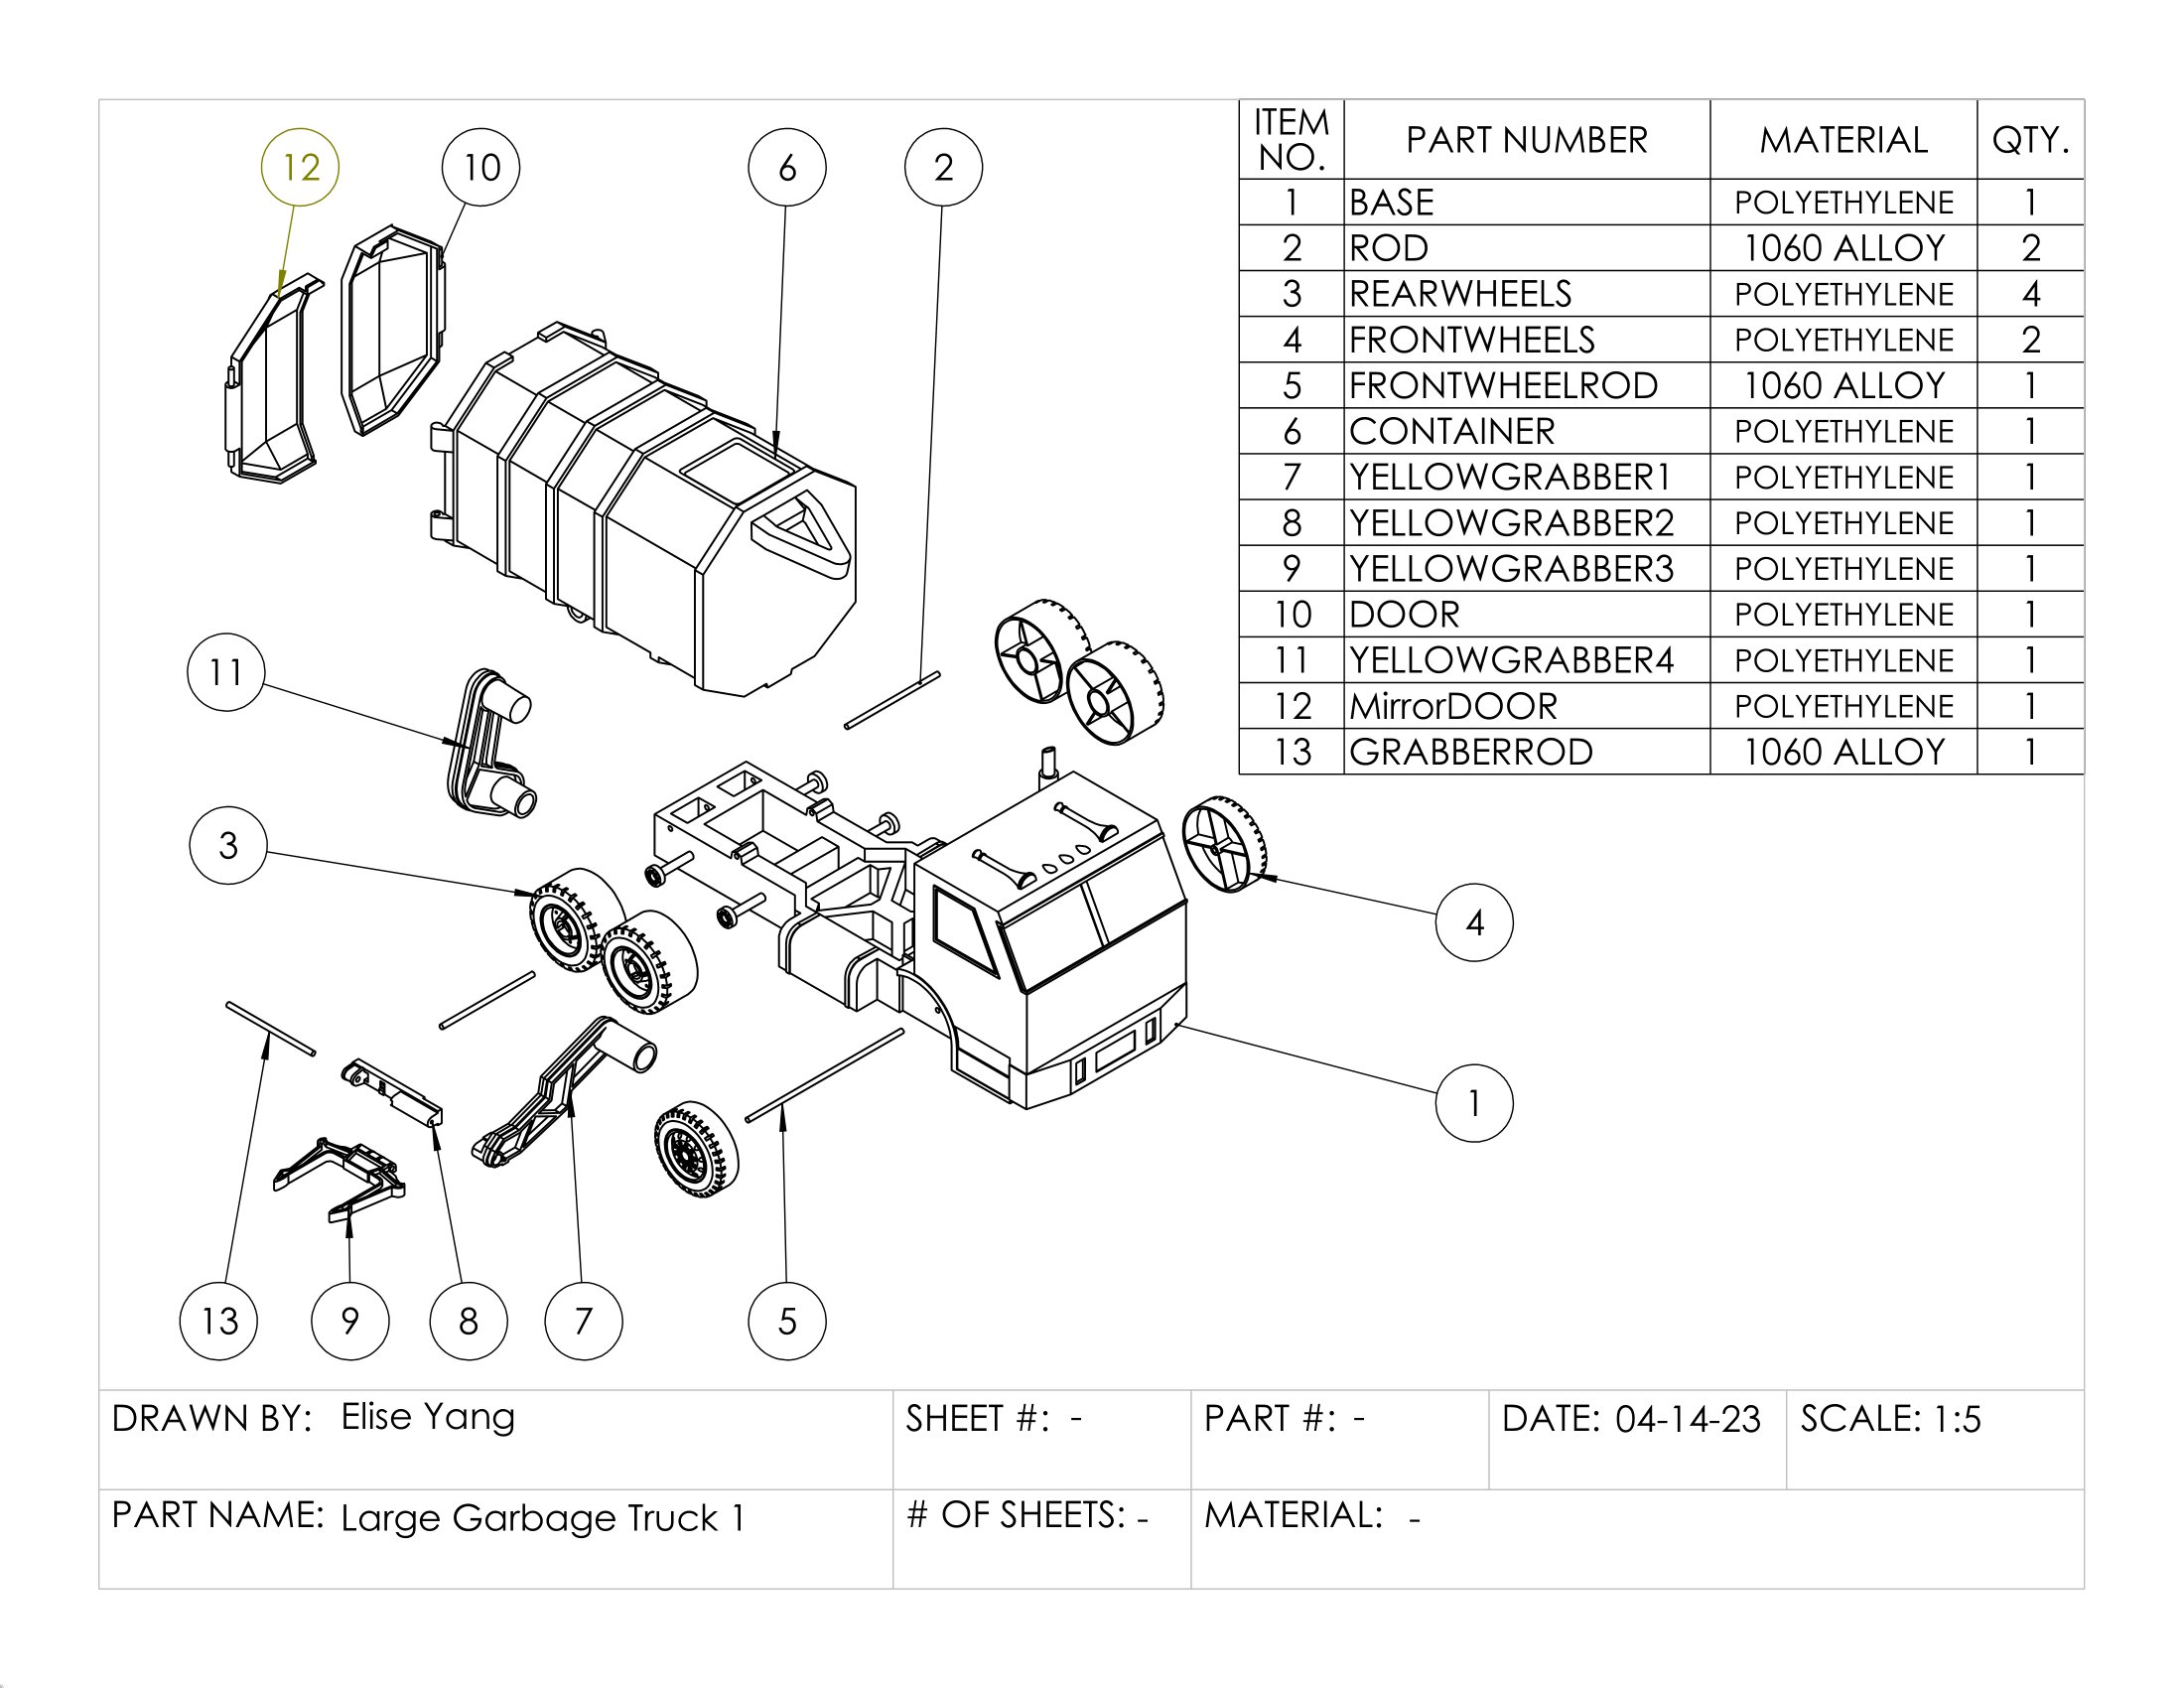 12
10
6
2
11
3
4
1
13
9
8
7
5
ITEM NO. PART NUMBER MATERIAL QTY.
1 BASE POLYETHYLENE 1
2 ROD 1060 ALLOY 2
3 REARWHEELS POLYETHYLENE 4
4 FRONTWHEELS POLYETHYLENE 2
5 FRONTWHEELROD 1060 ALLOY 1
6 CONTAINER POLYETHYLENE 1
7 YELLOWGRABBER1 POLYETHYLENE 1
8 YELLOWGRABBER2 POLYETHYLENE 1
9 YELLOWGRABBER3 POLYETHYLENE 1
10 DOOR POLYETHYLENE 1
11 YELLOWGRABBER4 POLYETHYLENE 1
12 MirrorDOOR POLYETHYLENE 1
13 GRABBERROD 1060 ALLOY 1
DRAWN BY: Elise Yang
SHEET #: -
PART #: -
DATE: 04-14-23
SCALE: 1:5
PART NAME: Large Garbage Truck 1
# OF SHEETS: -
MATERIAL: -